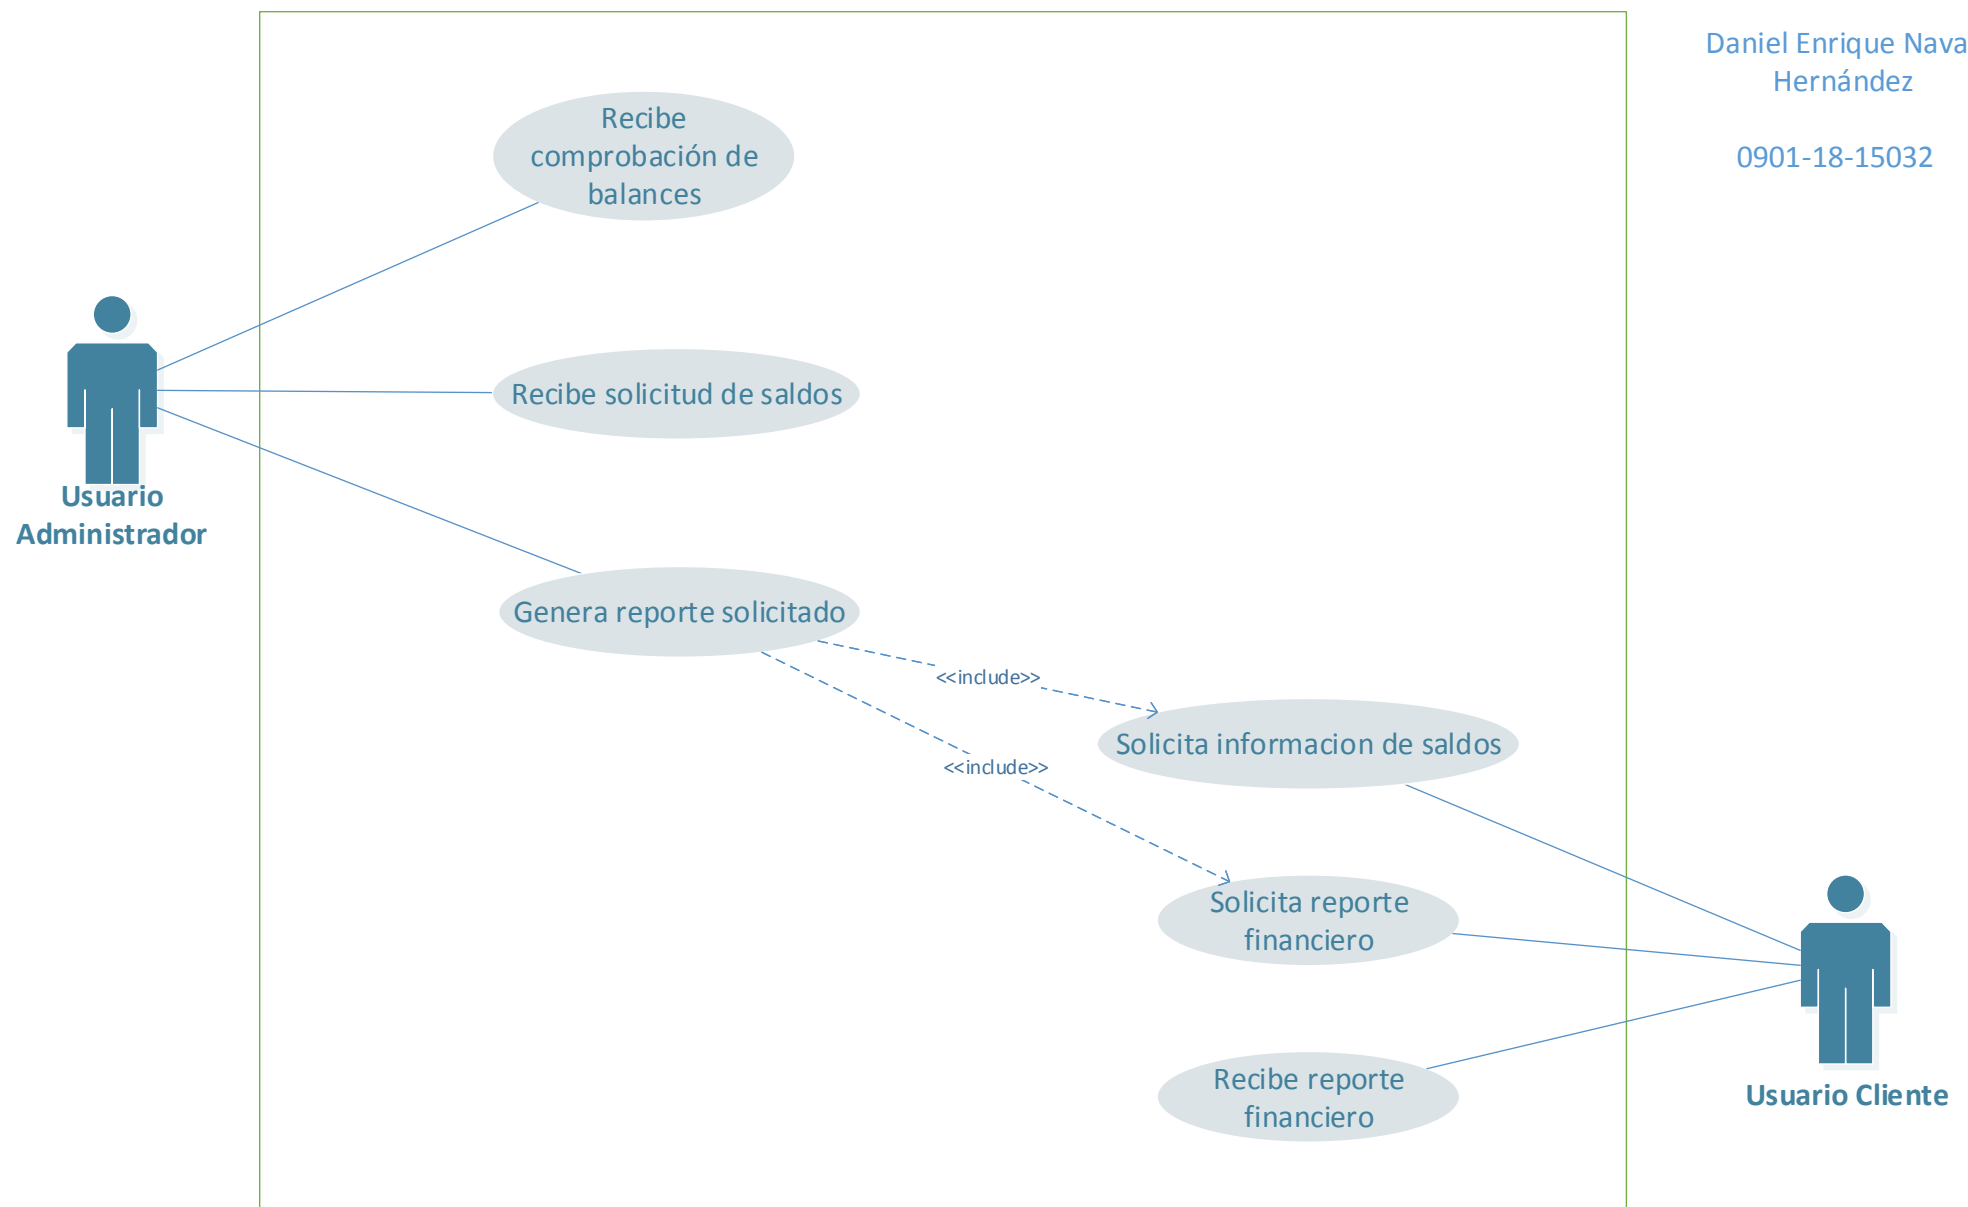 Daniel Enrique Nava
Hernández
0901-18-15032
Recibe
comprobación de
balances
Recibe solicitud de saldos
Usuario
Administrador
Genera reporte solicitado
<<include>>
Solicita informacion de saldos
<<include>>
Solicita reporte
financiero
Recibe reporte
financiero
Usuario Cliente